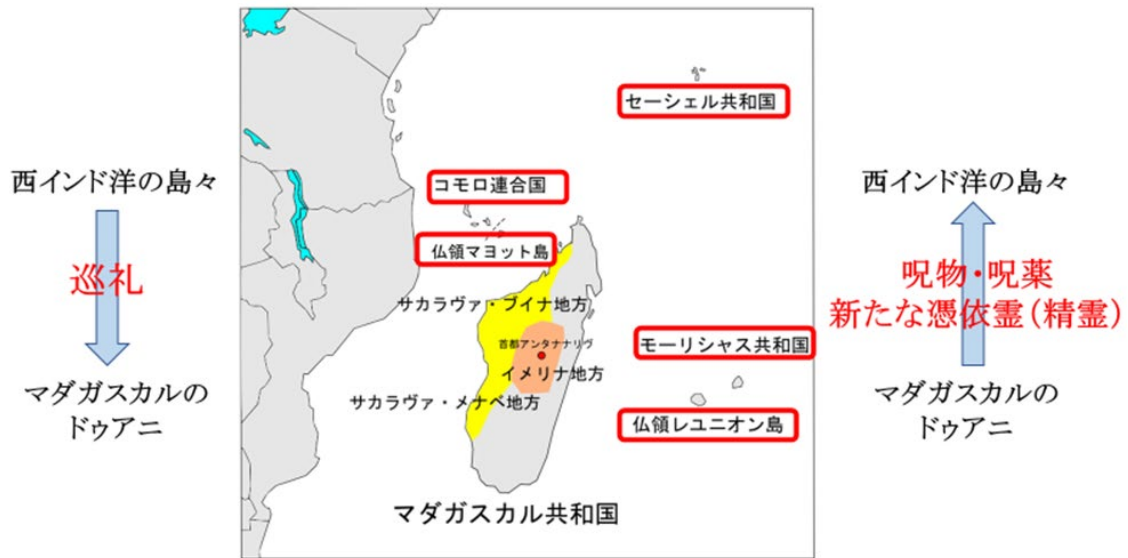 西インド洋の島々
巡礼
マダガスカルの
ドゥアニ
セーシェル共和国
コモロ連合国
仏領マヨット島
サカラヴァ・ブイナ地方
首都アンタナナリヴ
イメリナ地方
サカラヴァ・メナベ地方
モーリシャス共和国
仏領レユニオン島
マダガスカル共和国
西インド洋の島々
呪物・呪薬
新たな憑依霊（精霊）
マダガスカルの
ドゥアニ